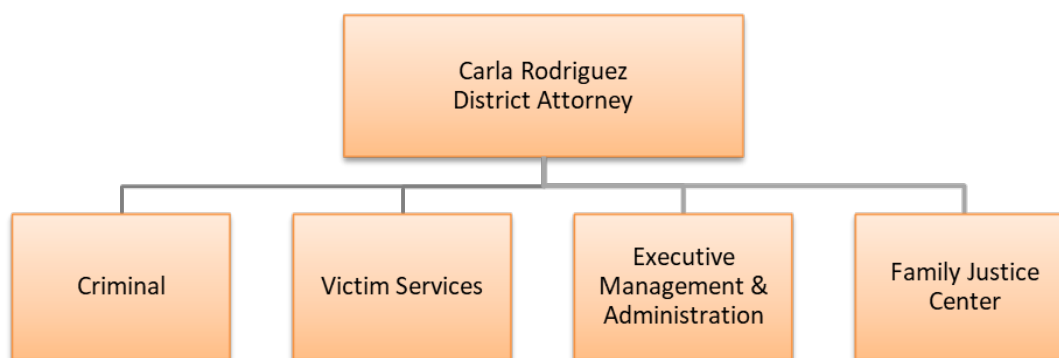 Carla Rodriguez
District Attorney
Criminal
Victim Services
Executive
Management &
Administration
Family Justice
Center